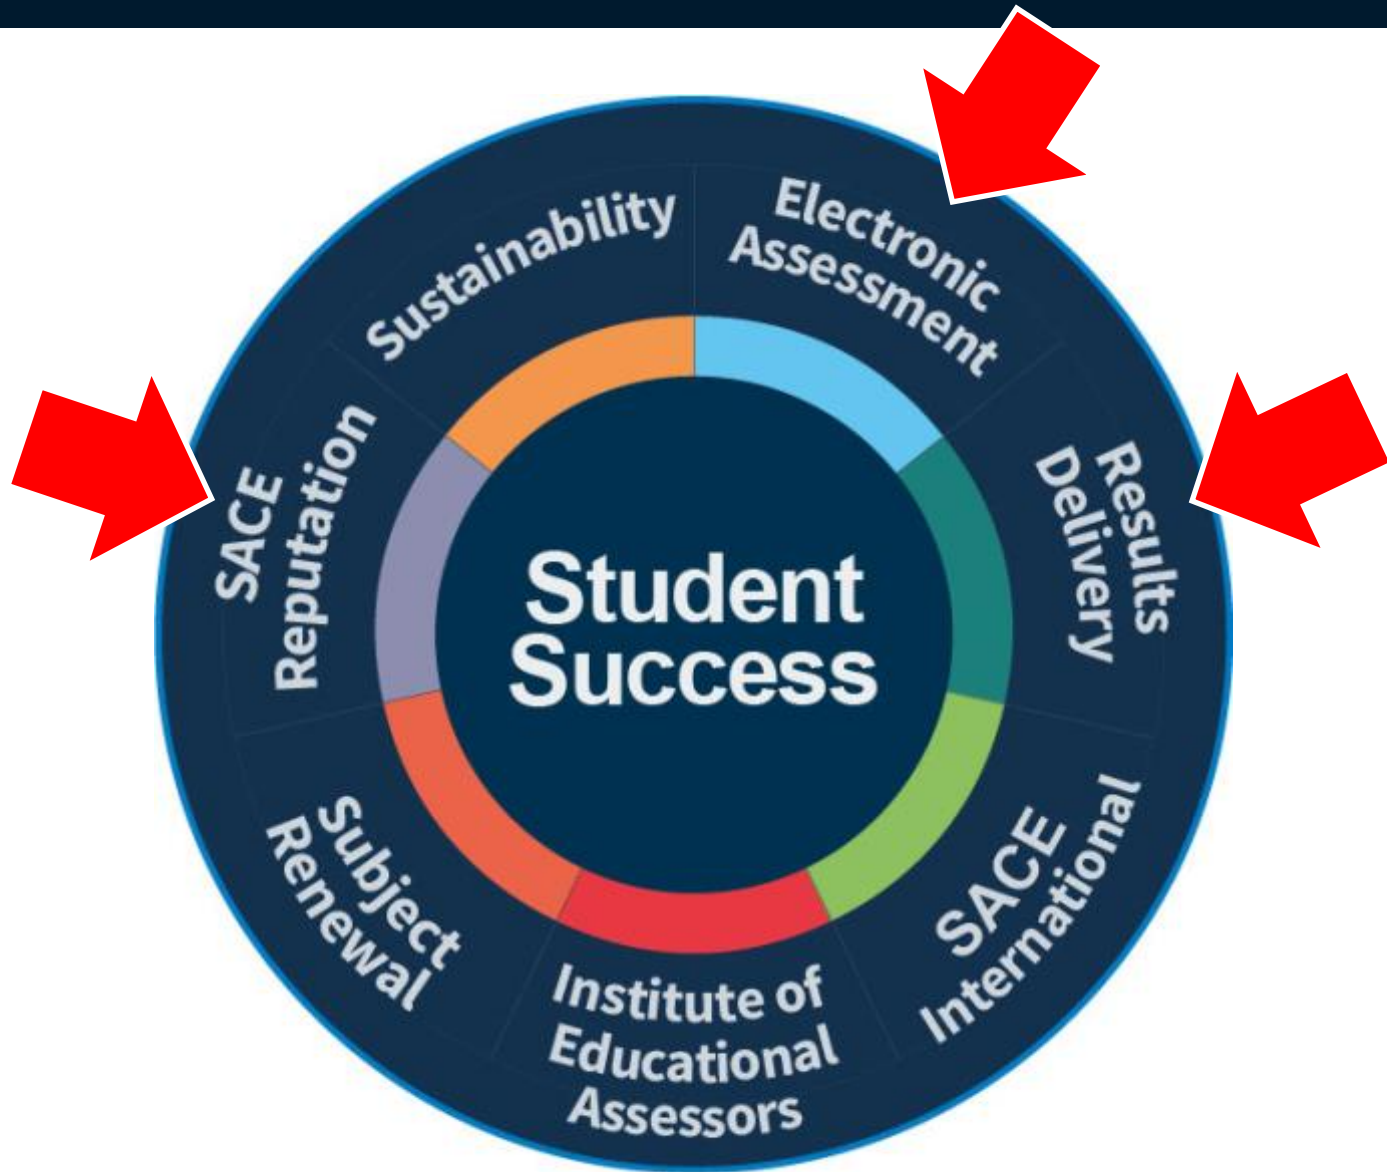 Sustainability
Electronic
Assessment
Results
Delivery
SACE
International
Institute of
Educational
Assessors
Subject
Renewal
SACE
Reputation
Student
Success